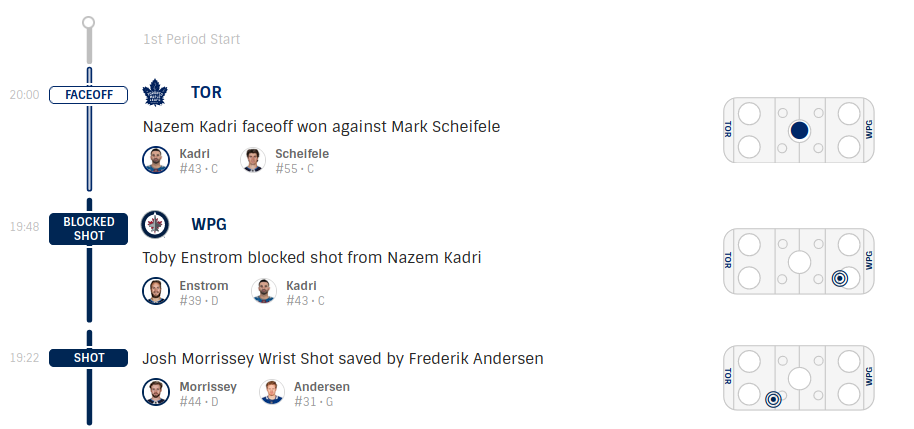 1st Period Start
20:00
FACEOFF
TOR
Nazem Kadri faceoff won against Mark Scheifele
Kadri
#43 · C
Scheifele
#55 · C
TOR
WPG
19:48
BLOCKED
SHOT
WPG
Toby Enstrom blocked shot from Nazem Kadri
Enstrom
#39 · D
Kadri
#43 · C
TOR
WPG
19:22
SHOT
Josh Morrissey Wrist Shot saved by Frederik Andersen
Morrissey
#44 · D
Andersen
#31 · G
TOR
WPG